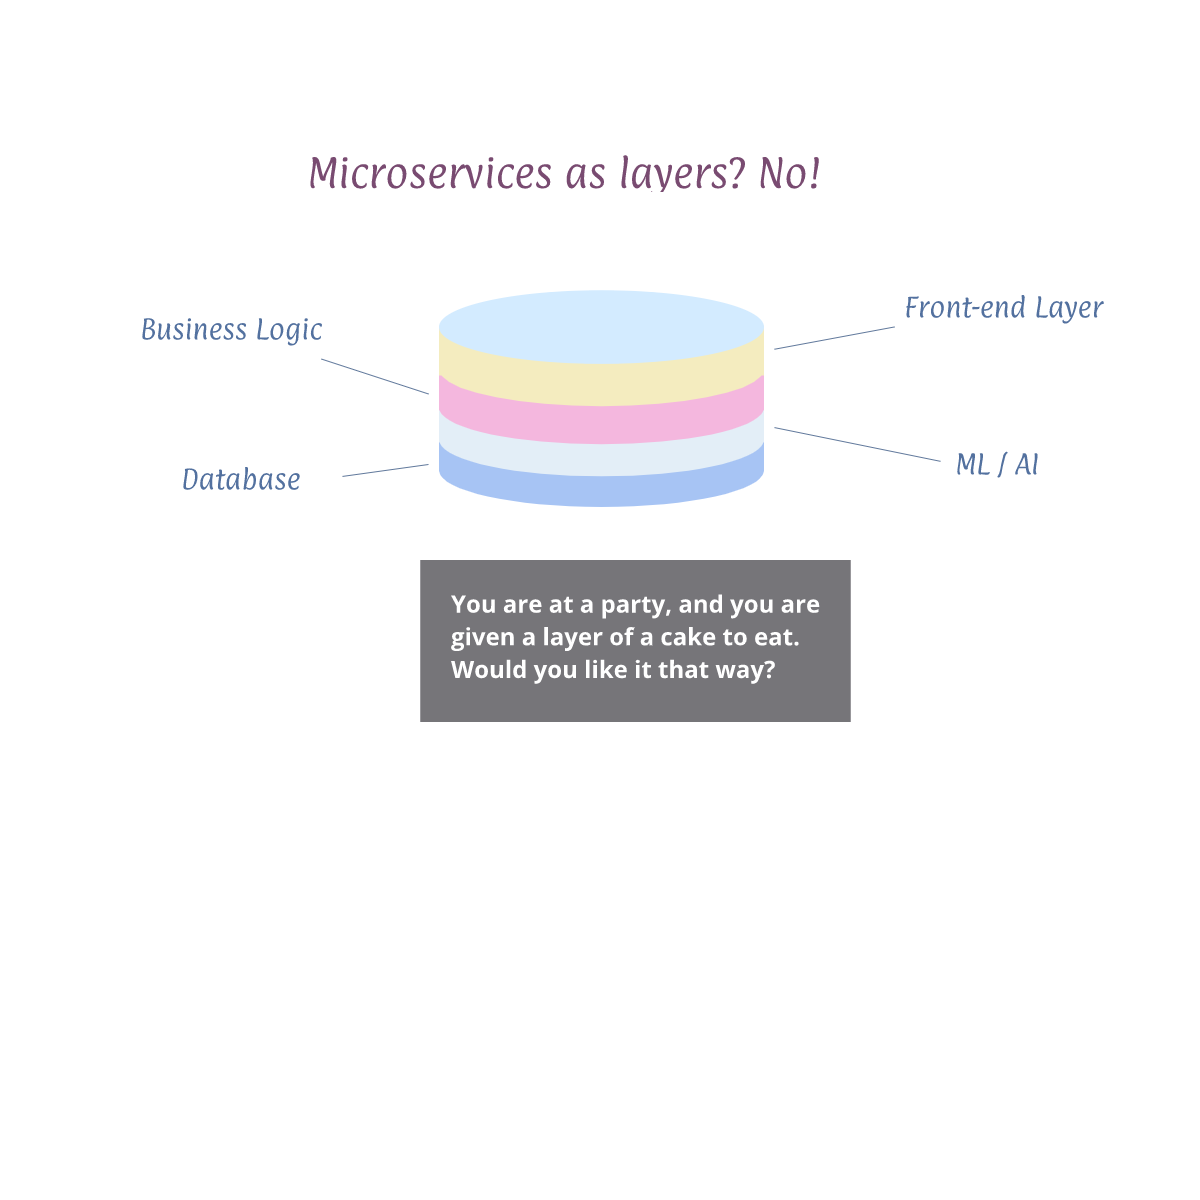 Microservices as layers? No!
Front-end Layer
Business Logic
ML / AI
Database
You are at a party, and you are
given a layer of a cake to eat.
Would you like it that way?